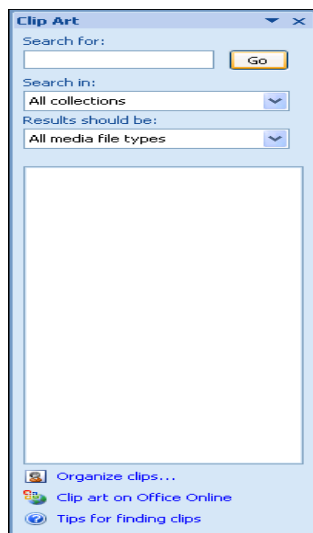 Clip Art
Search for:
Go
Search in:
All collections
Results should be:
All media file types
Organize clips...
Clip art on Office Online
Tips for finding clips